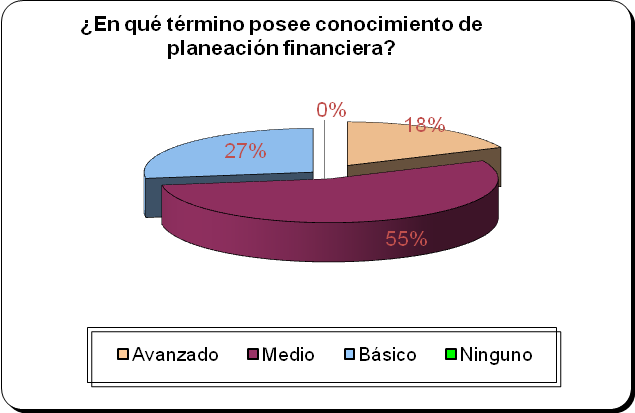 ¿En qué término posee conocimiento de
planeación financiera?
0%
18%
27%
55%
Avanzado Medio Básico Ninguno